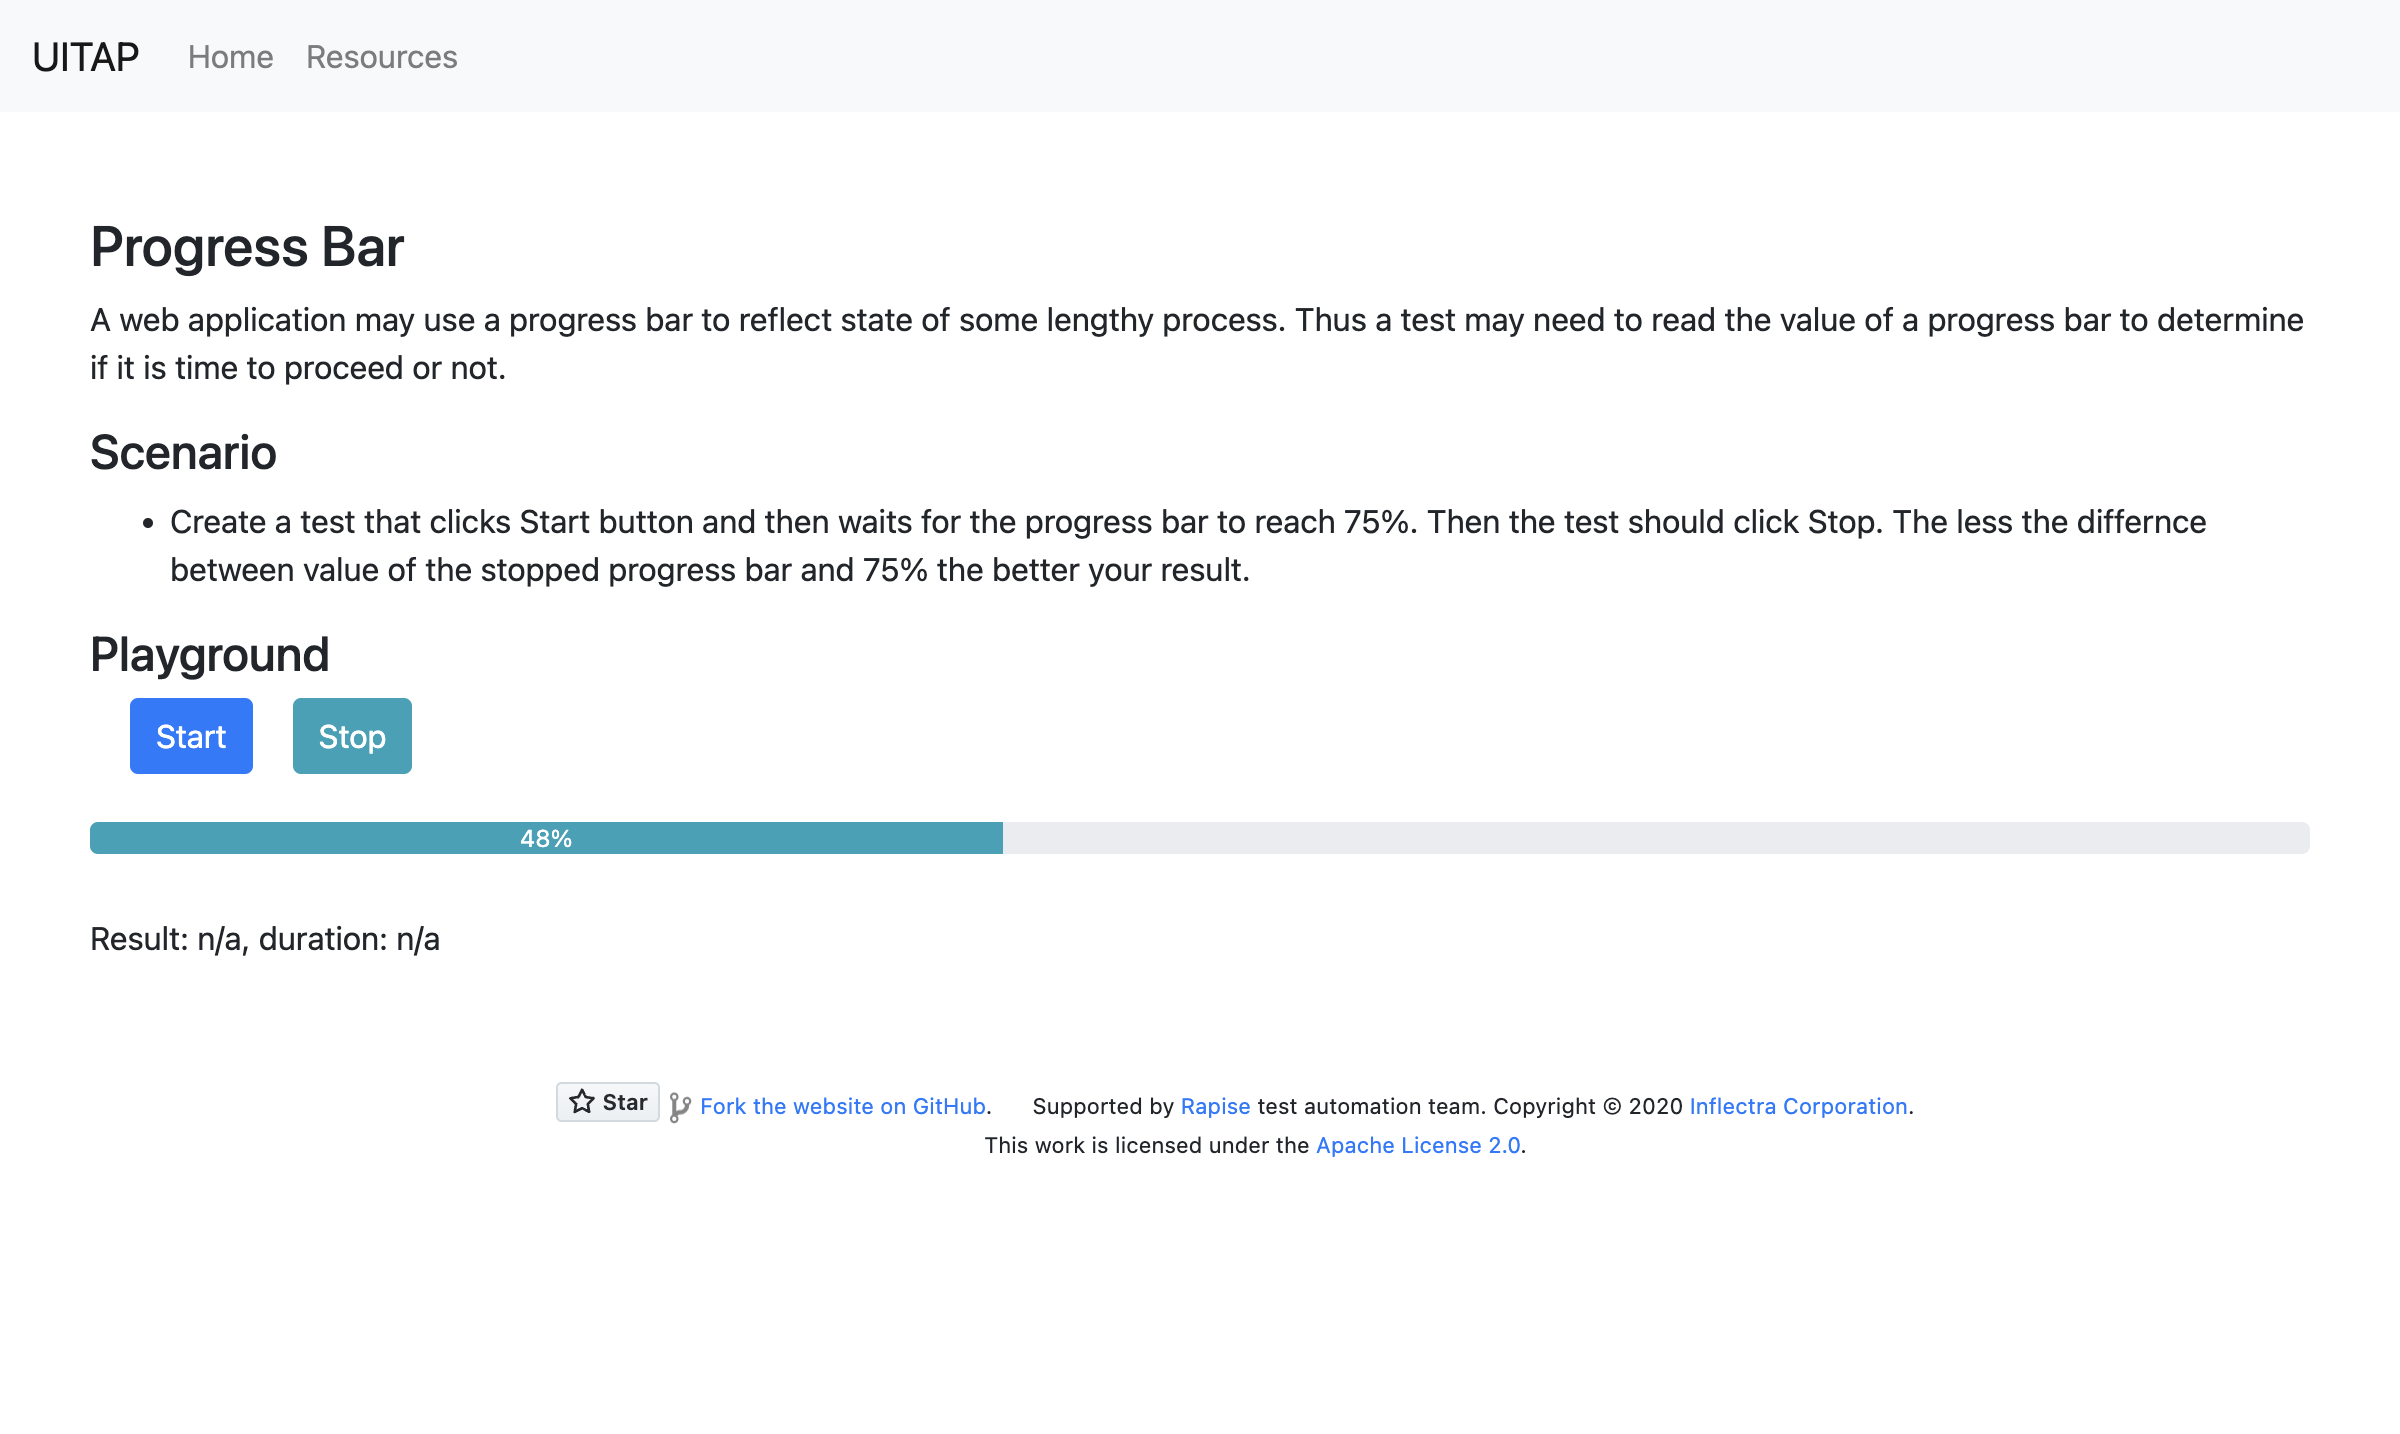 UITAP Home Resources
Progress Bar
A web application may use a progress bar to reflect state of some lengthy process. Thus a test may need to read the value of a progress bar to determine
if it is time to proceed or not.
Scenario
• Create a test that clicks Start button and then waits for the progress bar to reach 75%. Then the test should click Stop. The less the differnce
between value of the stopped progress bar and 75% the better your result.
Playground
Start Stop
48%
Result: n/a, duration: n/a
Star Fork the website on GitHub. Supported by Rapise test automation team. Copyright © 2020 Inflectra Corporation.
This work is licensed under the Apache License 2.0.